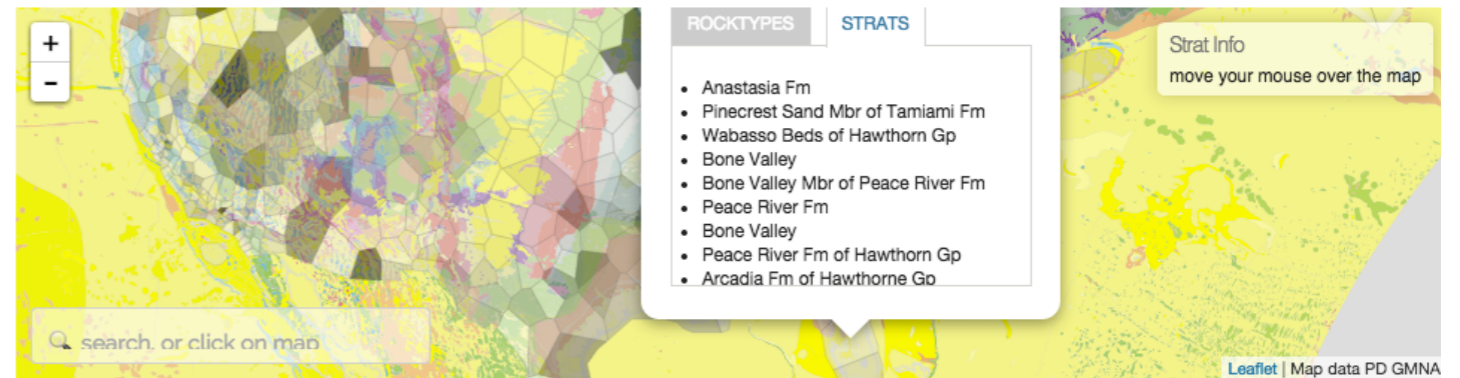 +
−
ROCKTYPES
STRATS
Anastasia Fm
Pinecrest Sand Mbr of Tamiami Fm
Wabasso Beds of Hawthorn Gp
Bone Valley
Bone Valley Mbr of Peace River Fm
Peace River Fm
Bone Valley
Peace River Fm of Hawthorn Gp
Arcadia Fm of Hawthorne Gp
Strat Info
move your mouse over the map
search, or click on map
Leaflet | Map data PD GMNA